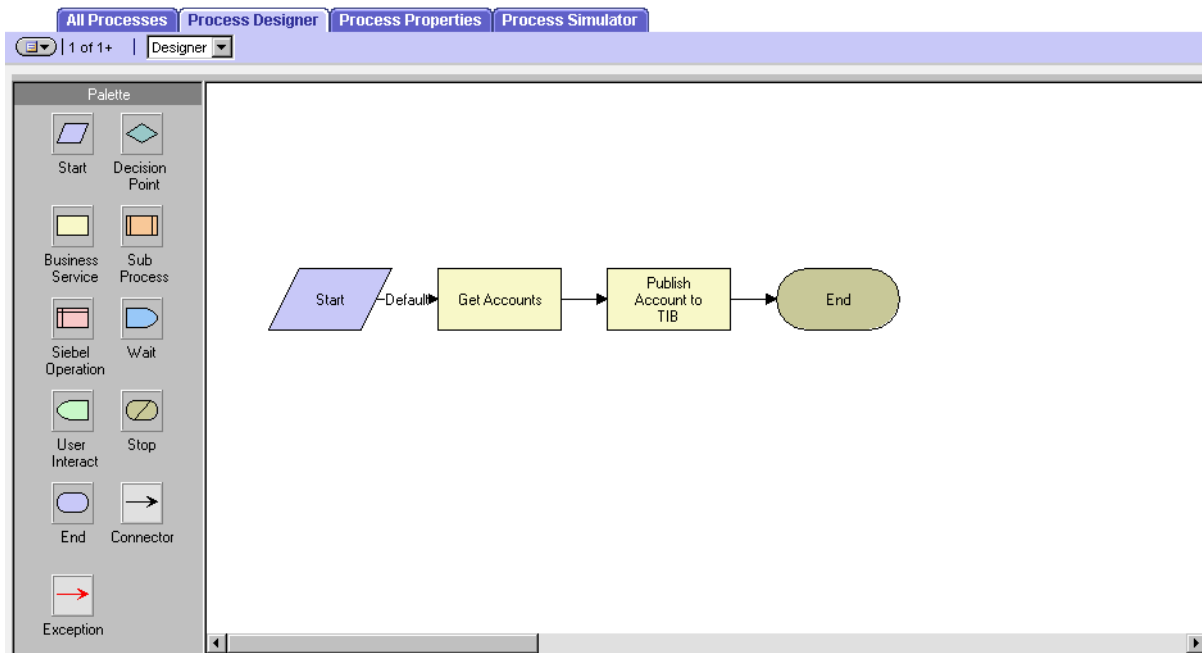 All Processes Process Designer Process Properties Process Simulator
1 of 1+ Designer
Palette
Start Decision
Point
Business Sub
Service Process
Siebel Wait
Operation
User Stop
Interact
End Connector
Exception
Start
Default
Get Accounts
Publish
Account to
TIB
End